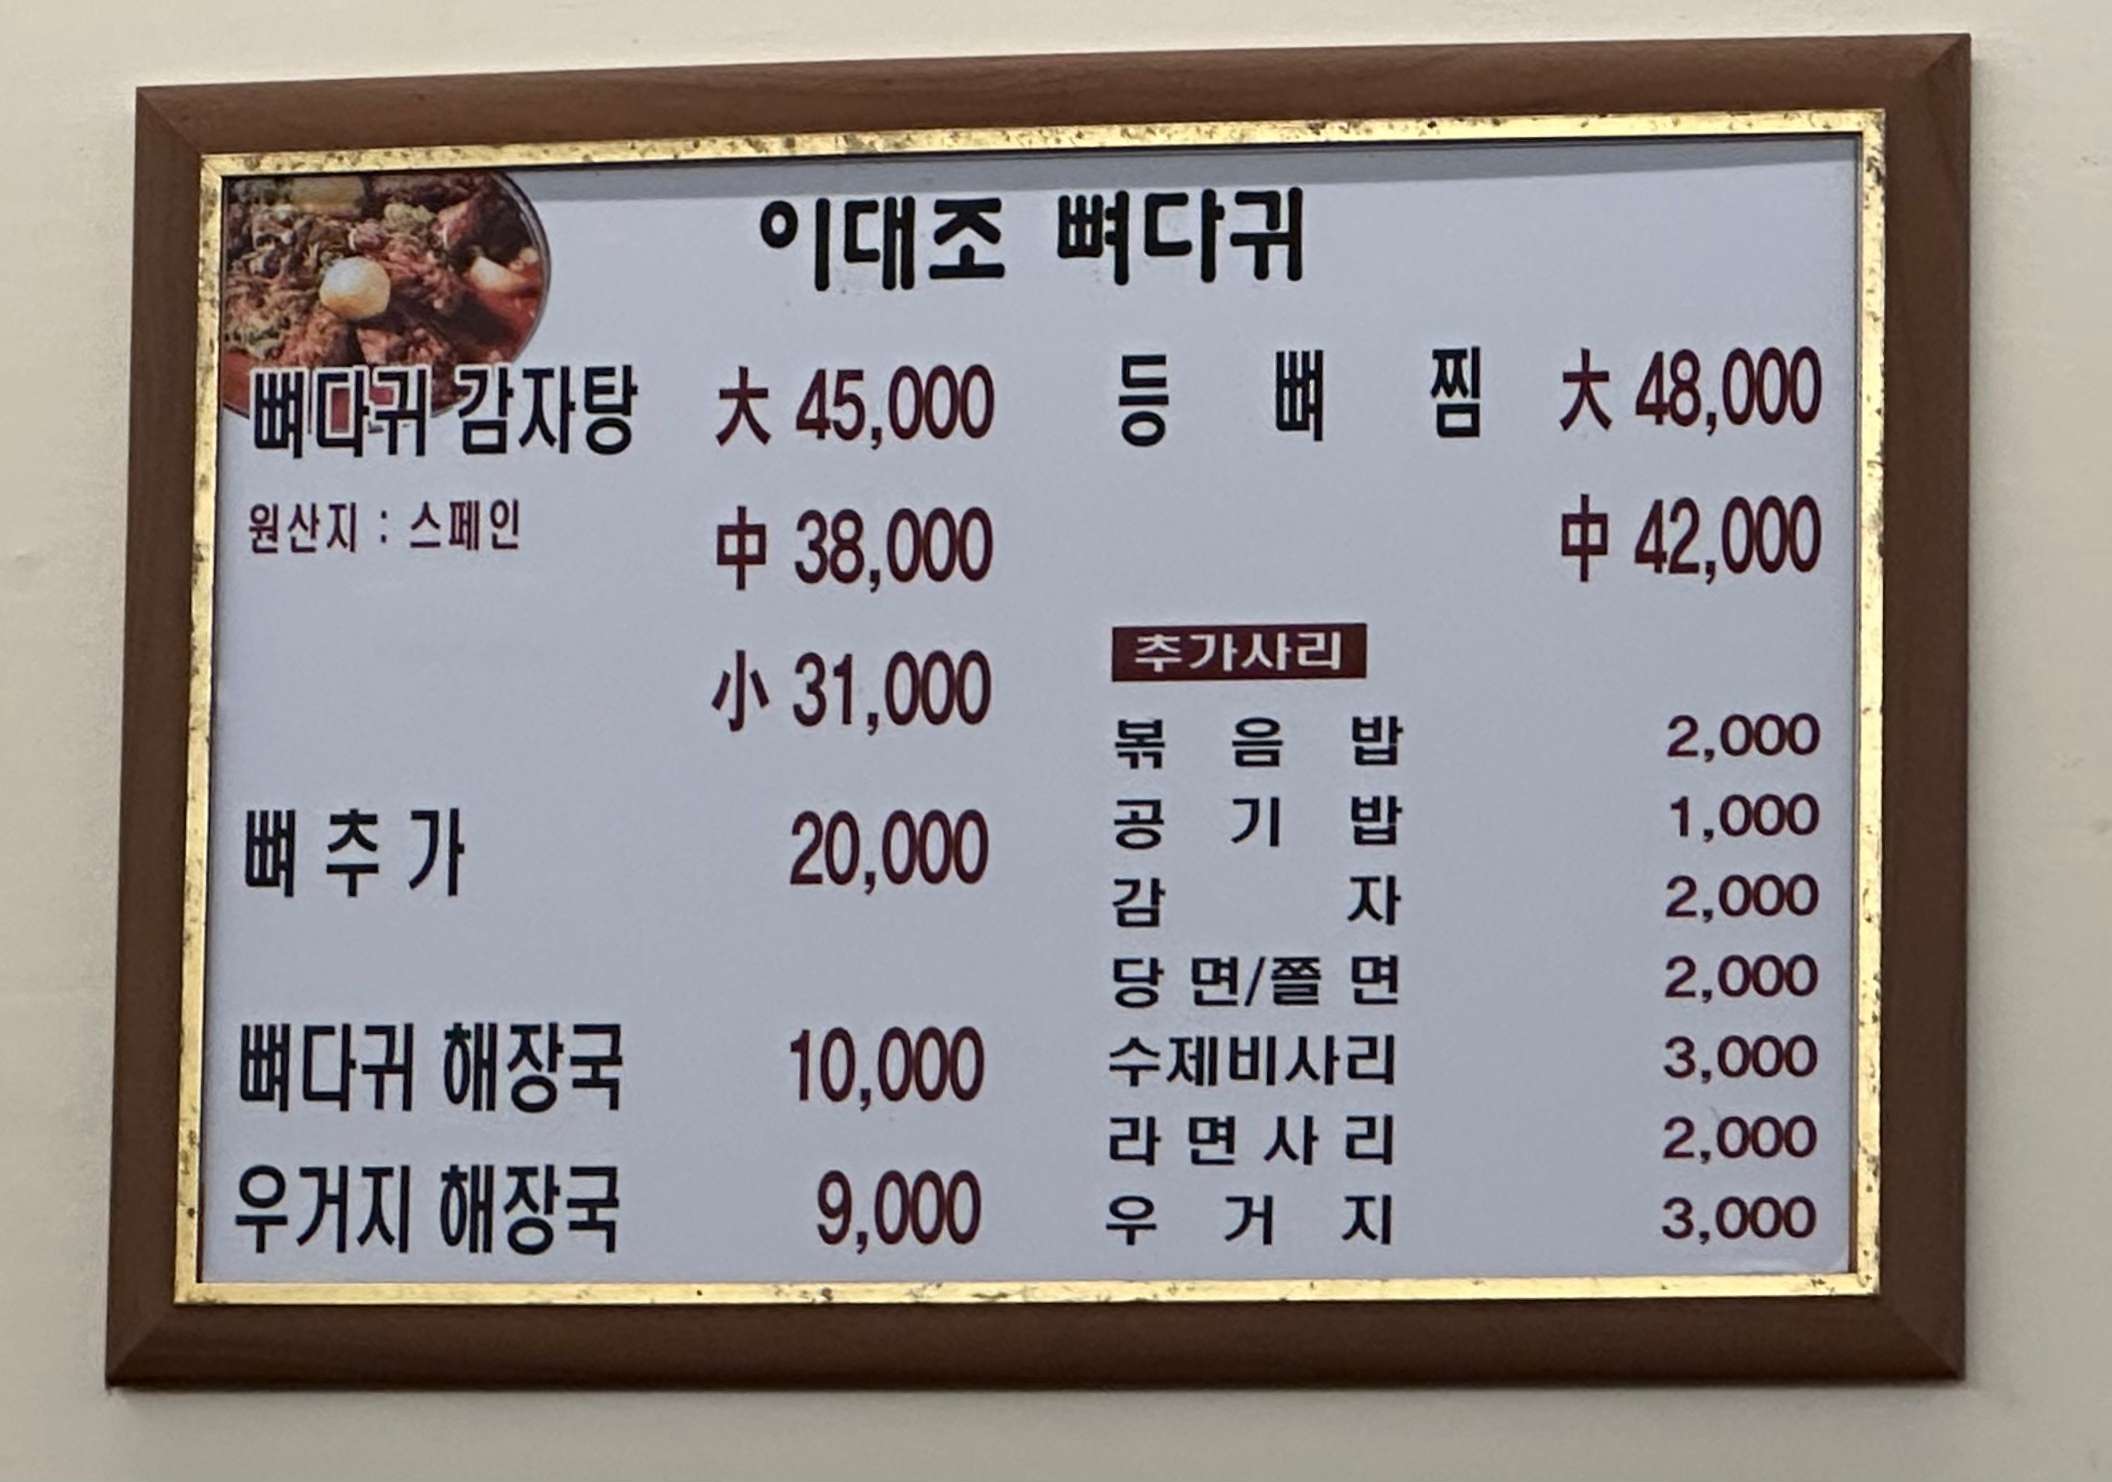 이대조 뼈다귀
뼈다귀 감자탕 大 45,000
원산지 : 스페인 中 38,000
小 31,000
뼈 추 가 20,000
뼈다귀 해장국 10,000
우거지 해장국 9,000
등 뼈 찜 大 48,000
中 42,000
추가사리
볶 음 밥 2,000
공 기 밥 1,000
감 자 2,000
당 면/쫄 면 2,000
수제비사리 3,000
라 면 사 리 2,000
우 거 지 3,000